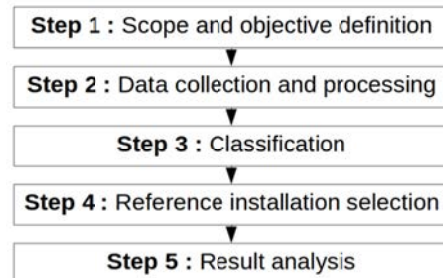 Step 1 : Scope and objective definition
Step 2 : Data collection and processing
Step 3 : Classification
Step 4 : Reference installation selection
Step 5 : Result analysis